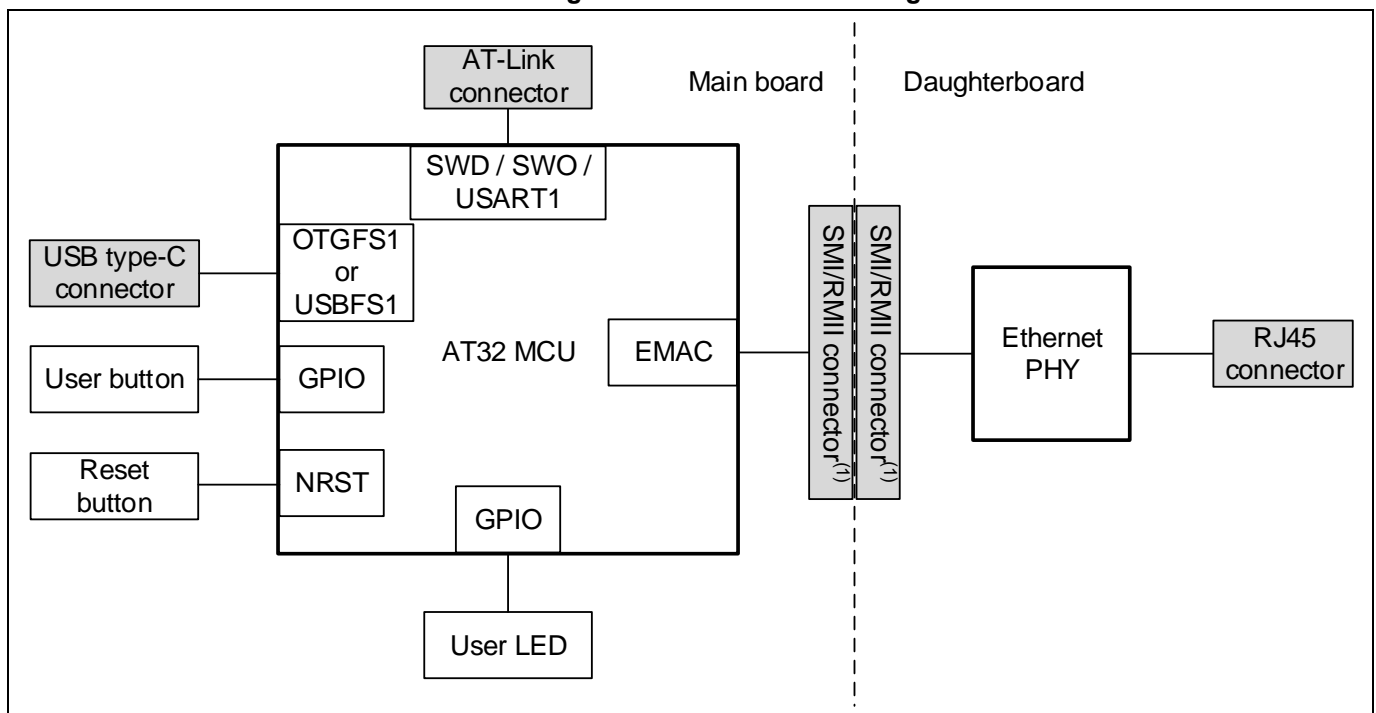 AT-Link
connector
Main board
Daughterboard
SWD / SWO /
USART1
USB type-C
connector
OTGFS1
or
USBFS1
User button
GPIO
AT32 MCU
EMAC
SMI/RMII connector(1)
SMI/RMII connector(1)
Ethernet
PHY
RJ45
connector
Reset
button
NRST
GPIO
User LED